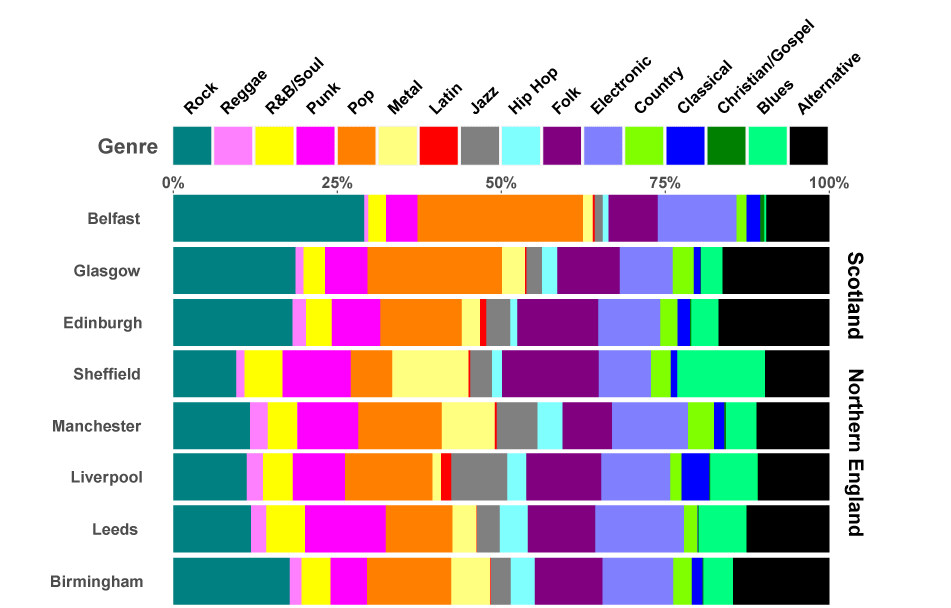 Rock Reggae R&B/Soul Punk Pop Metal Latin Jazz Hip Hop Folk Electronic Country Classical Christian/Gospel Blues Alternative
Genre
0% 25% 50% 75% 100%
Belfast
Glasgow
Edinburgh
Scotland
Sheffield
Manchester
Liverpool
Leeds
Northern England
Birmingham